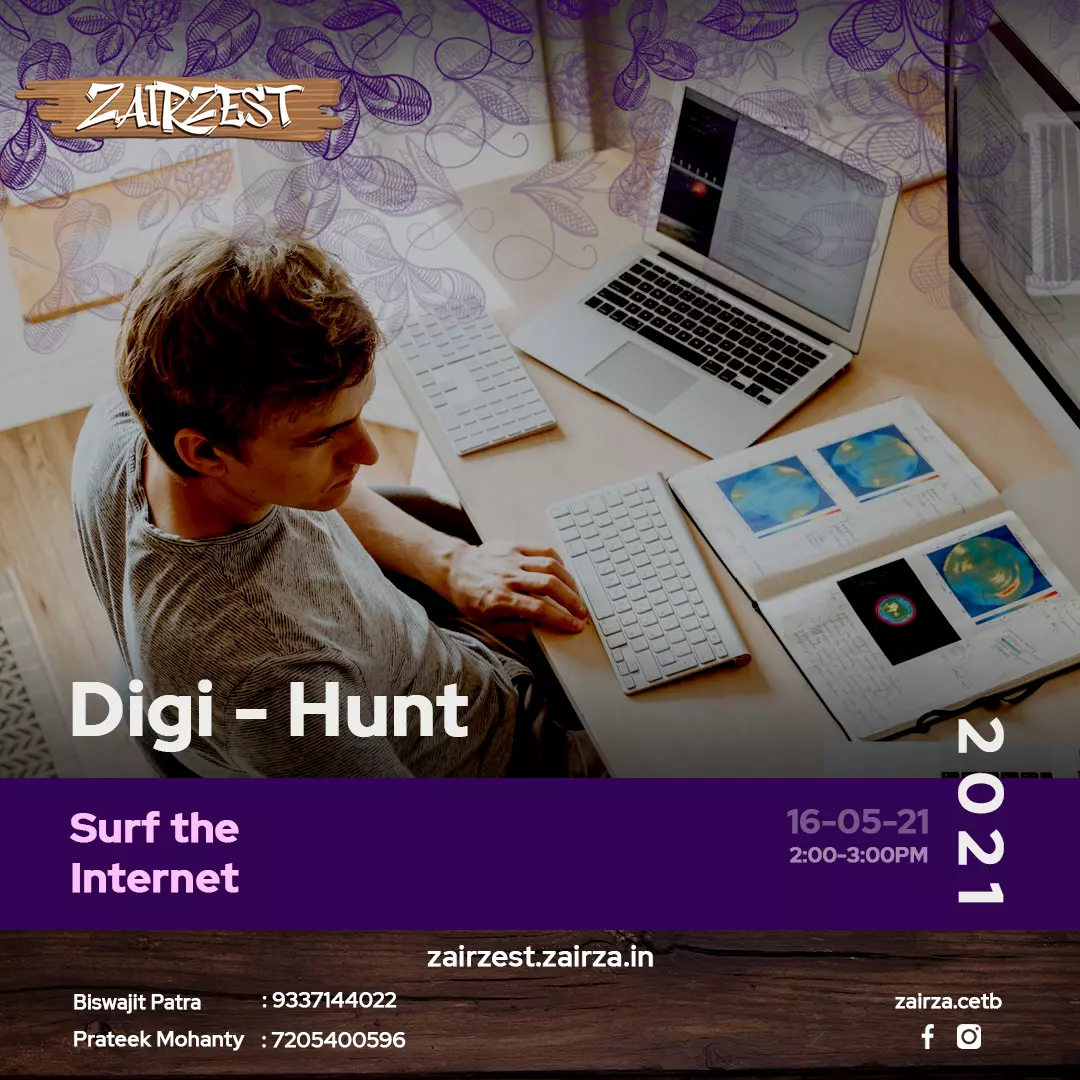 ZAIRZEST
Digi - Hunt
2021
Surf the
Internet
16-05-21
2:00-3:00PM
zairzest.zairza.in
Biswajit Patra : 9337144022
Prateek Mohanty : 7205400596
zairza.cetb